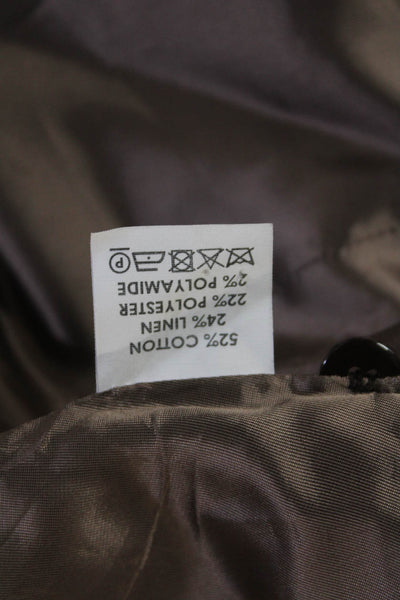 52% COTTON
24% LINEN
22% POLYESTER
2% POLYAMIDE
P